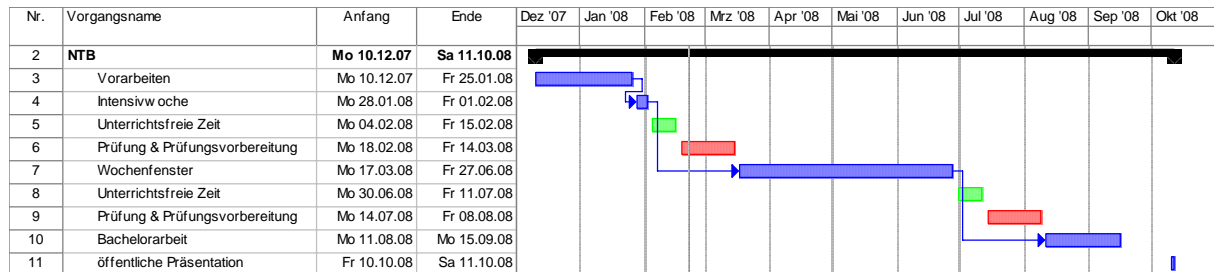 Nr. Vorgangsname Anfang Ende Dez '07 Jan '08 Feb '08 Mrz '08 Apr '08 Mai '08 Jun '08 Jul '08 Aug '08 Sep '08 Okt '08
2 NTB Mo 10.12.07 Sa 11.10.08
3 Vorarbeiten Mo 10.12.07 Fr 25.01.08
4 Intensivwoche Mo 28.01.08 Fr 01.02.08
5 Unterrichtsfreie Zeit Mo 04.02.08 Fr 15.02.08
6 Prüfung & Prüfungsvorbereitung Mo 18.02.08 Fr 14.03.08
7 Wochenfenster Mo 17.03.08 Fr 27.06.08
8 Unterrichtsfreie Zeit Mo 30.06.08 Fr 11.07.08
9 Prüfung & Prüfungsvorbereitung Mo 14.07.08 Fr 08.08.08
10 Bachelorarbeit Mo 11.08.08 Mo 15.09.08
11 öffentliche Präsentation Fr 10.10.08 Sa 11.10.08